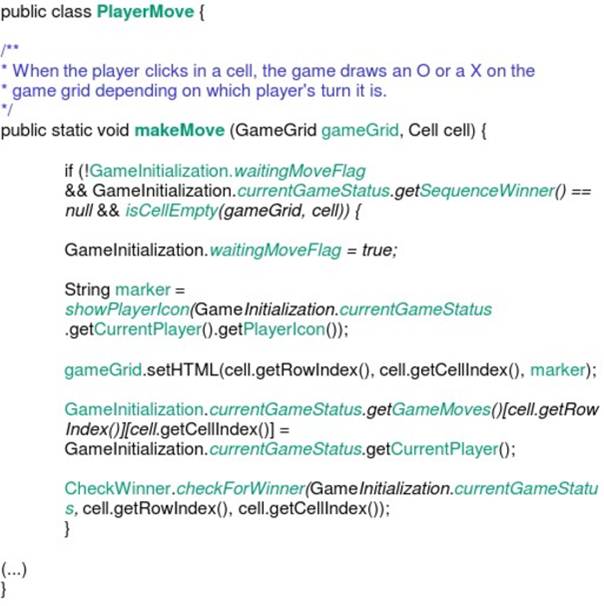 public class PlayerMove {
/**
* When the player clicks in a cell, the game draws an O or a X on the
* game grid depending on which player's turn it is.
*/
public static void makeMove (GameGrid gameGrid, Cell cell) {
if (!GameInitialization.waitingMoveFlag
&& GameInitialization.currentGameStatus.getSequenceWinner() ==
null && isCellEmpty(gameGrid, cell)) {
GameInitialization.waitingMoveFlag = true;
String marker =
showPlayerIcon(GameInitialization.currentGameStatus
.getCurrentPlayer().getPlayerIcon());
gameGrid.setHTML(cell.getRowIndex(), cell.getCellIndex(), marker);
GameInitialization.currentGameStatus.getGameMoves()[cell.getRow
Index()][cell.getCellIndex()] =
GameInitialization.currentGameStatus.getCurrentPlayer();
CheckWinner.checkForWinner(GameInitialization.currentGameStatu
s, cell.getRowIndex(), cell.getCellIndex());
}
(...)
}